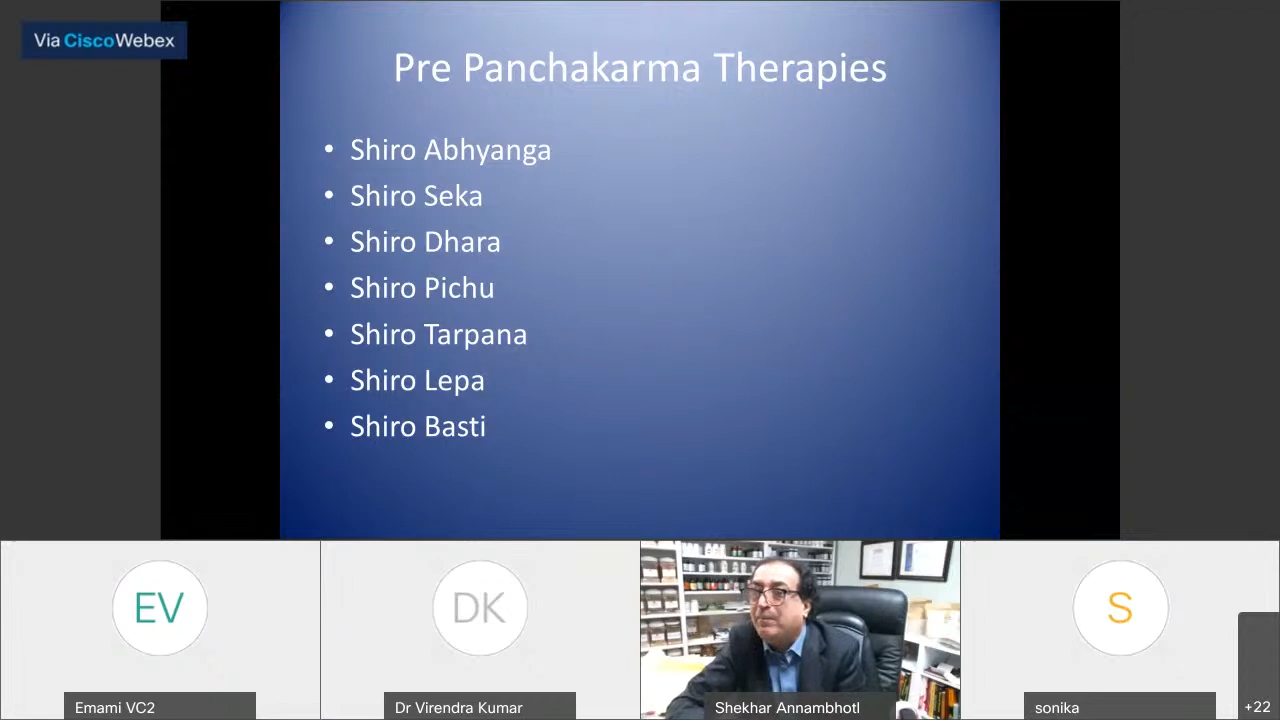 Via CiscoWebex
Pre Panchakarma Therapies
• Shiro Abhyanga
• Shiro Seka
• Shiro Dhara
• Shiro Pichu
• Shiro Tarpana
• Shiro Lepa
• Shiro Basti
EV
DK
S
Emami VC2
Dr Virendra Kumar
Shekhar Annambhotl
sonika
+22